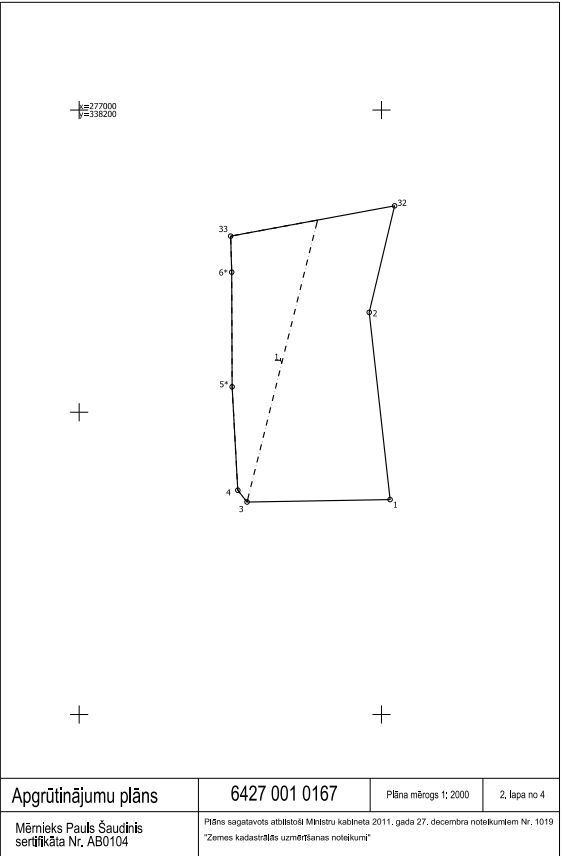 x=277000
y=338200
32
33
6*
2
1
5*
4
3
1
Apgrūtinājumu plāns
6427 001 0167
Plāna mērogs 1: 2000
2. lapa no 4
Mērnieks Pauls Šaudinis
sertifikāta Nr. AB0104
Plāns sagatavots atbilstoši Ministru kabineta 2011. gada 27. decembra noteikumiem Nr. 1019
"Zemes kadastrālās uzmērīšanas noteikumi"